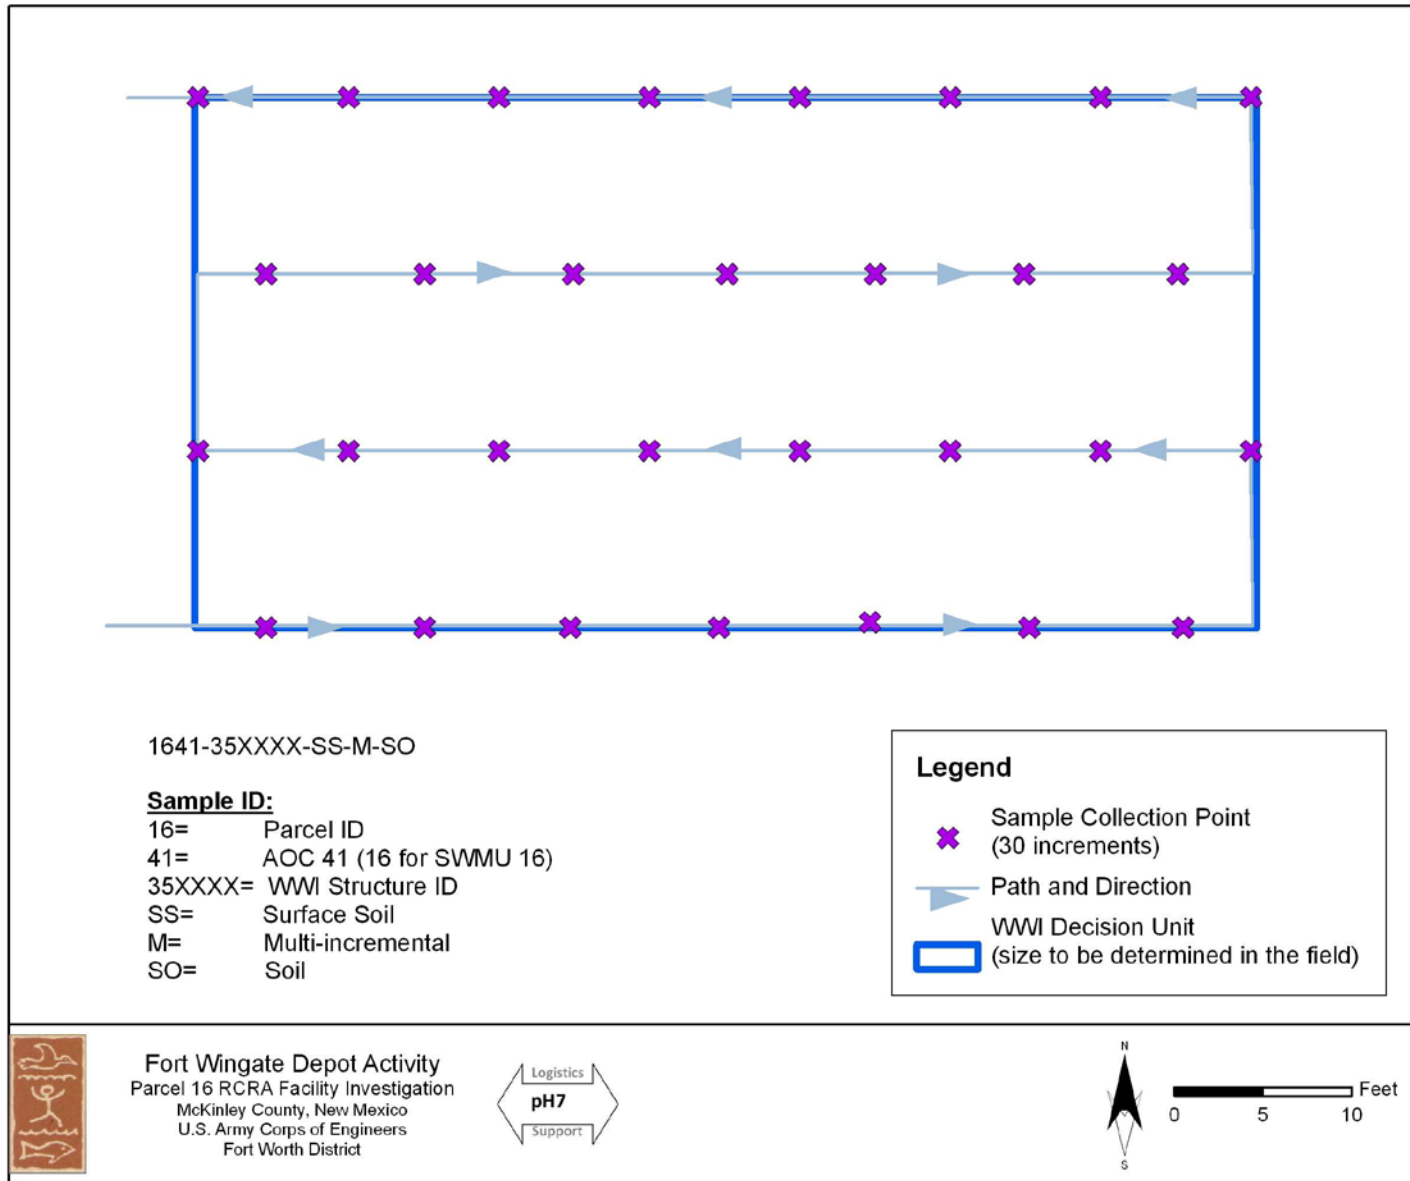 1641-35XXXX-SS-M-SO
Sample ID:
16= Parcel ID
41= AOC 41 (16 for SWMU 16)
35XXXX= WWI Structure ID
SS= Surface Soil
M= Multi-incremental
SO= Soil
Legend
Sample Collection Point
(30 increments)
Path and Direction
WWI Decision Unit
(size to be determined in the field)
Fort Wingate Depot Activity
Parcel 16 RCRA Facility Investigation
McKinley County, New Mexico
U.S. Army Corps of Engineers
Fort Worth District
Logistics
pH7
Support
N
S
Feet
0 5 10